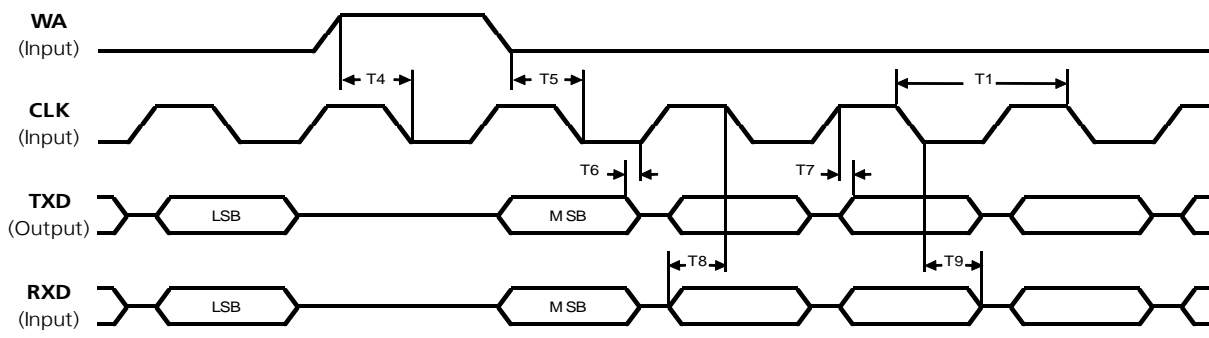 WA
(Input)
T4
T5
T1
CLK
(Input)
T6
T7
TXD
(Output)
LSB
MSB
T8
T9
RXD
(Input)
LSB
MSB